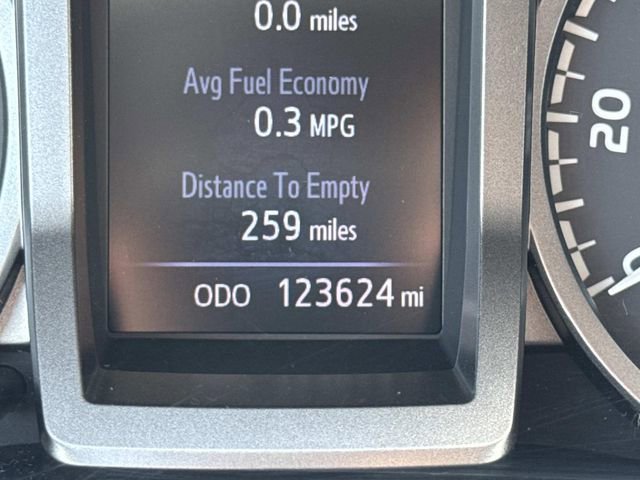 0.0 miles
Avg Fuel Economy
0.3 MPG
Distance To Empty
259 miles
ODO 123624 mi
20